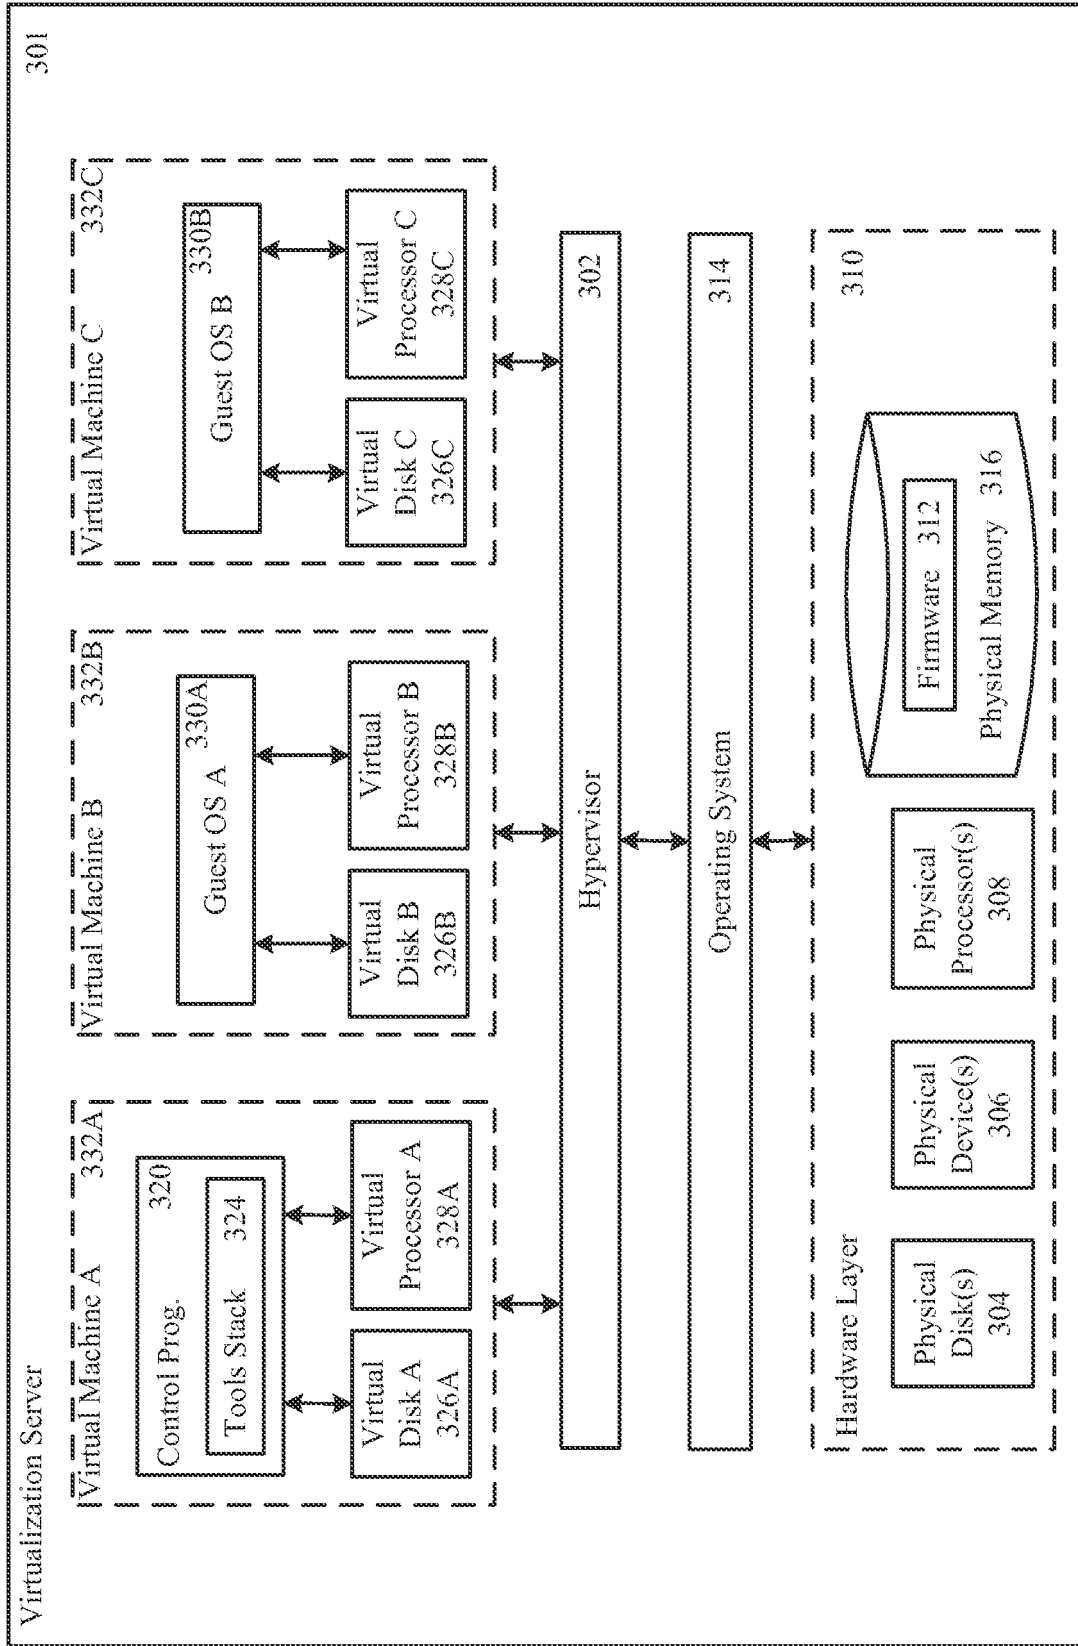 Virtualization Server
301
Virtual Machine A
332A
Control Prog.
320
Tools Stack 324
Virtual
Disk A
326A
Virtual
Processor A
328A
Virtual Machine B
332B
330A
Guest OS A
Virtual
Disk B
326B
Virtual
Processor B
328B
Virtual Machine C
332C
330B
Guest OS B
Virtual
Disk C
326C
Virtual
Processor C
328C
Hypervisor
302
Operating System
314
Hardware Layer
310
Physical
Disk(s)
304
Physical
Device(s)
306
Physical
Processor(s)
308
Firmware 312
Physical Memory 316